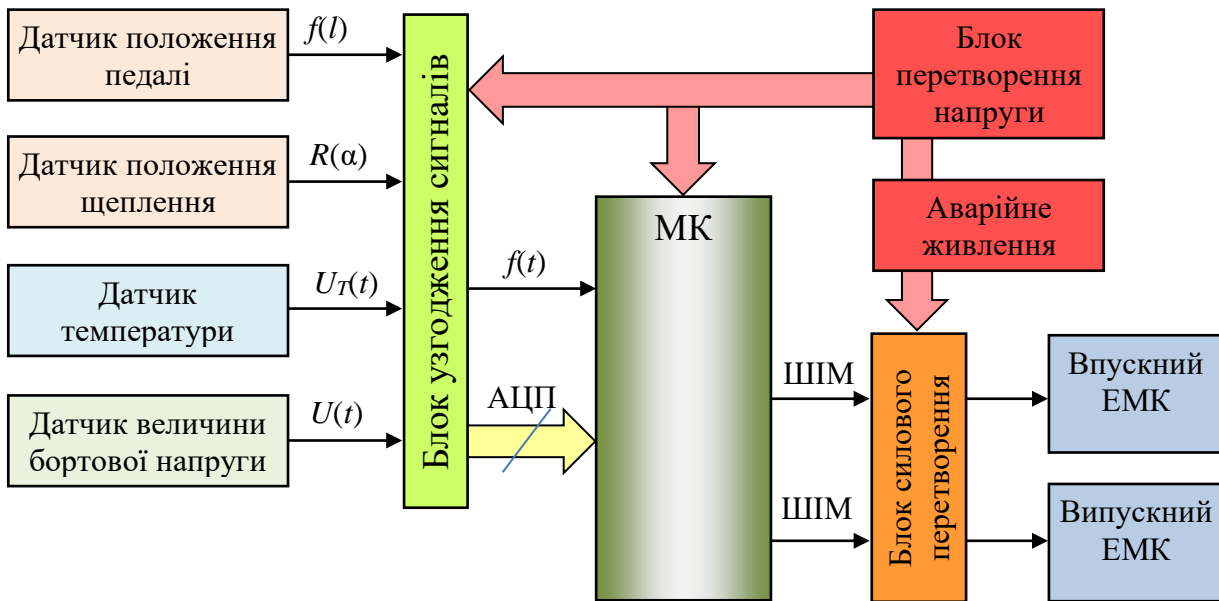 Датчик положення
педалі
f(l)
Датчик положення
щеплення
R(α)
Датчик
температури
U_T(t)
Датчик величини
бортової напруги
U(t)
Блок узгодження сигналів
f(t)
АЦП
МК
Блок
перетворення
напруги
Аварійне
живлення
ШІМ
ШІМ
Блок силового
перетворення
Впускний
ЕМК
Випускний
ЕМК